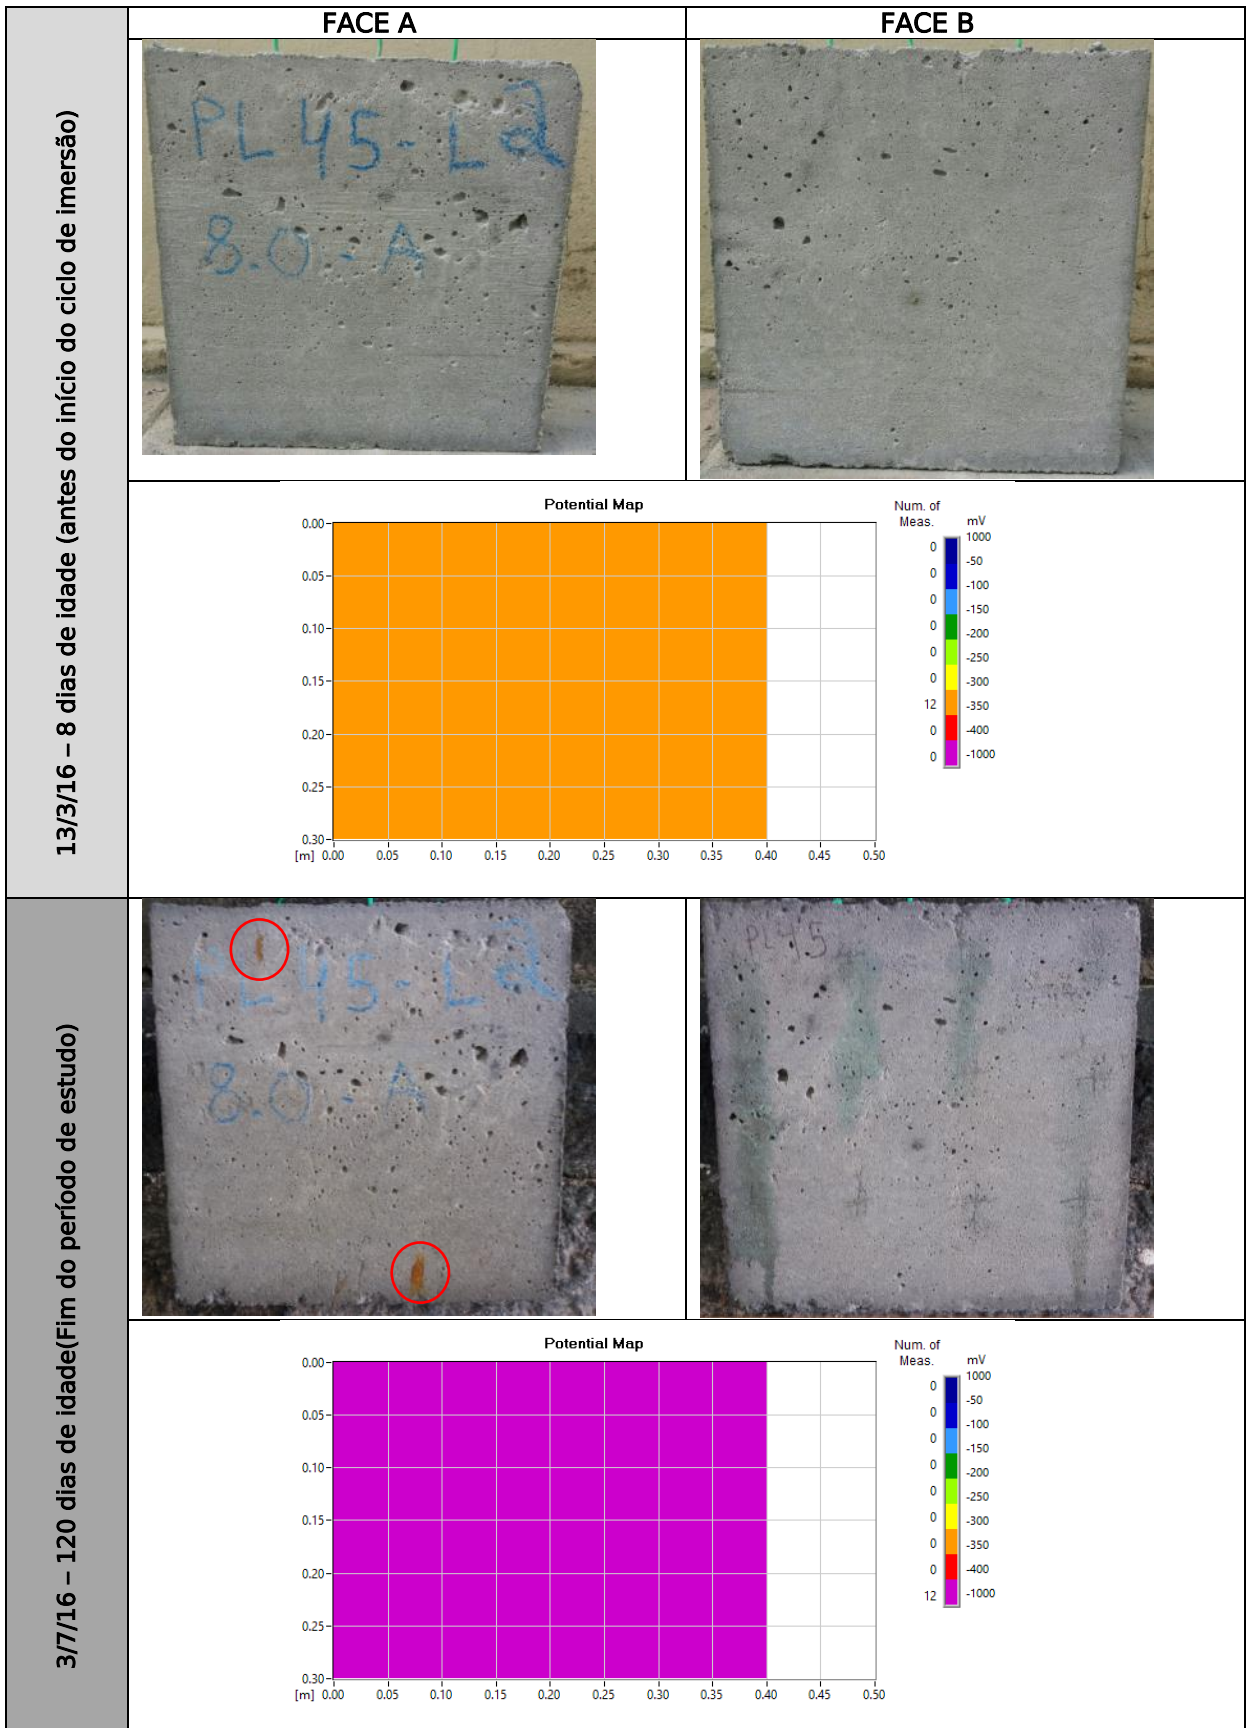 FACE A
FACE B
13/3/16 – 8 dias de idade (antes do início do ciclo de imersão)
PL 45-L2
8.0-A
Potential Map
Num. of
Meas.
mV
0.00
0.05
0.10
0.15
0.20
0.25
0.30
[m] 0.00 0.05 0.10 0.15 0.20 0.25 0.30 0.35 0.40 0.45 0.50
1000
0
-50
0
-100
0
-150
0
-200
0
-250
0
-300
12
-350
0
-400
0
-1000
3/7/16 – 120 dias de idade(Fim do período de estudo)
PL 45-L2
8.0-A
PL45
Potential Map
Num. of
Meas.
mV
0.00
0.05
0.10
0.15
0.20
0.25
0.30
[m] 0.00 0.05 0.10 0.15 0.20 0.25 0.30 0.35 0.40 0.45 0.50
1000
0
-50
0
-100
0
-150
0
-200
0
-250
0
-300
0
-350
0
-400
12
-1000